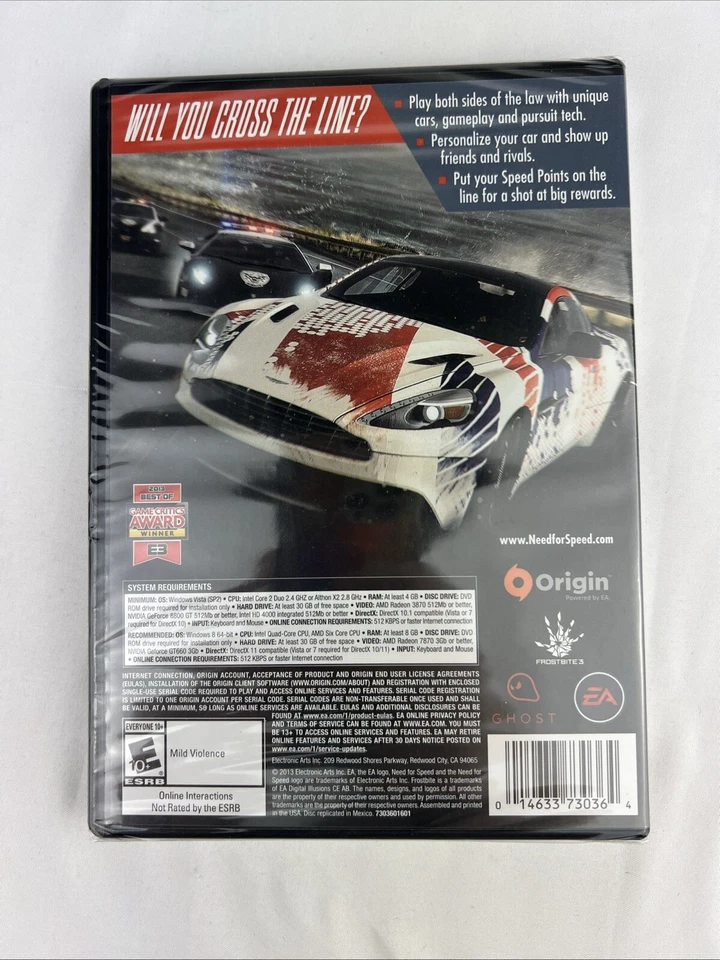 WILL YOU CROSS THE LINE?
Play both sides of the law with unique
cars, gameplay and pursuit tech.
Personalize your car and show up
friends and rivals.
Put your Speed Points on the
line for a shot at big rewards.
2013
BEST OF
GAME CRITICS
AWARD
WINNER
E3
www.NeedforSpeed.com
Origin
Powered by EA
FROSTBITE 3
GHOST
EA
SYSTEM REQUIREMENTS
MINIMUM: OS: Windows Vista (SP2) • CPU: Intel Core 2 Duo 2.4 GHZ or Althon X2 2.8 GHz • RAM: At least 4 GB • DISC DRIVE: DVD
ROM drive required for installation only • HARD DRIVE: At least 30 GB of free space • VIDEO: AMD Radeon 3870 512Mb or better,
NVIDIA GeForce 8800 GT 512Mb or better, Intel HD 4000 integrated 512Mb or better • DirectX: DirectX 10.1 compatible (Vista or 7
required for DirectX 10) • INPUT: Keyboard and Mouse • ONLINE CONNECTION REQUIREMENTS: 512 KBPS or faster Internet connection
RECOMMENDED: OS: Windows 8 64-bit • CPU: Intel Quad-Core CPU, AMD Six Core CPU • RAM: At least 8 GB • DISC DRIVE: DVD
ROM drive required for installation only • HARD DRIVE: At least 30 GB of free space • VIDEO: AMD Radeon 7870 3Gb or better,
NVIDIA Geforce GT660 3Gb • DirectX: DirectX 11 compatible (Vista or 7 required for DirectX 10/11) • INPUT: Keyboard and Mouse
• ONLINE CONNECTION REQUIREMENTS: 512 KBPS or faster Internet connection
INTERNET CONNECTION, ORIGIN ACCOUNT, ACCEPTANCE OF PRODUCT AND ORIGIN END USER LICENSE AGREEMENTS
(EULAS), INSTALLATION OF THE ORIGIN CLIENT SOFTWARE (WWW.ORIGIN.COM/ABOUT) AND REGISTRATION WITH ENCLOSED
SINGLE-USE SERIAL CODE REQUIRED TO PLAY AND ACCESS ONLINE SERVICES AND FEATURES. SERIAL CODE REGISTRATION
IS LIMITED TO ONE ORIGIN ACCOUNT PER SERIAL CODE. SERIAL CODES ARE NON-TRANSFERABLE ONCE USED AND SHALL
BE VALID, AT A MINIMUM, SO LONG AS ONLINE SERVICES ARE AVAILABLE. EULAS AND ADDITIONAL DISCLOSURES CAN BE
FOUND AT www.ea.com/1/product-eulas. EA ONLINE PRIVACY POLICY
AND TERMS OF SERVICE CAN BE FOUND AT WWW.EA.COM. YOU MUST
BE 13+ TO ACCESS ONLINE SERVICES AND FEATURES. EA MAY RETIRE
ONLINE FEATURES AND SERVICES AFTER 30 DAYS NOTICE POSTED ON
www.ea.com/1/service-updates.
Electronic Arts Inc. 209 Redwood Shores Parkway, Redwood City, CA 94065
© 2013 Electronic Arts Inc. EA, the EA logo, Need for Speed and the Need for
Speed logo are trademarks of Electronic Arts Inc. Frostbite is a trademarks
of EA Digital Illusions CE AB. The names, designs, and logos of all products
are the property of their respective owners and used by permission. All other
trademarks are the property of their respective owners. Assembled and printed
in the USA. Disc replicated in Mexico. 7303601601
EVERYONE 10+
E
10+
ESRB
Mild Violence
Online Interactions
Not Rated by the ESRB
0 14633 73036 4